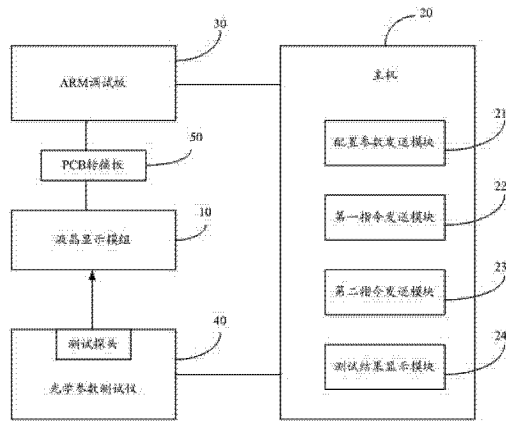 30
ARM调试板
50
PCB转接板
10
液晶显示模组
测试探头
40
光学参数测试仪
20
主机
21
配置参数发送模块
22
第一指令发送模块
23
第二指令发送模块
24
测试结果显示模块